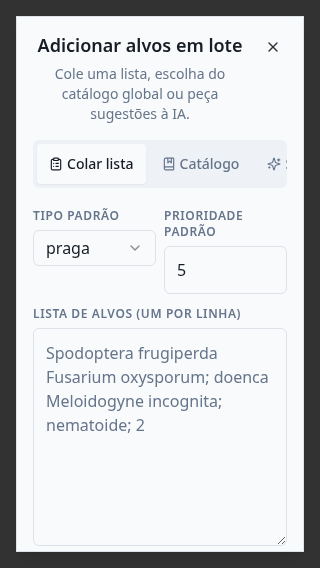 Adicionar alvos em lote
Cole uma lista, escolha do
catálogo global ou peça
sugestões à IA.
Colar lista
Catálogo
TIPO PADRÃO
PRIORIDADE
PADRÃO
praga
5
LISTA DE ALVOS (UM POR LINHA)
Spodoptera frugiperda
Fusarium oxysporum; doenca
Meloidogyne incognita;
nematoide; 2